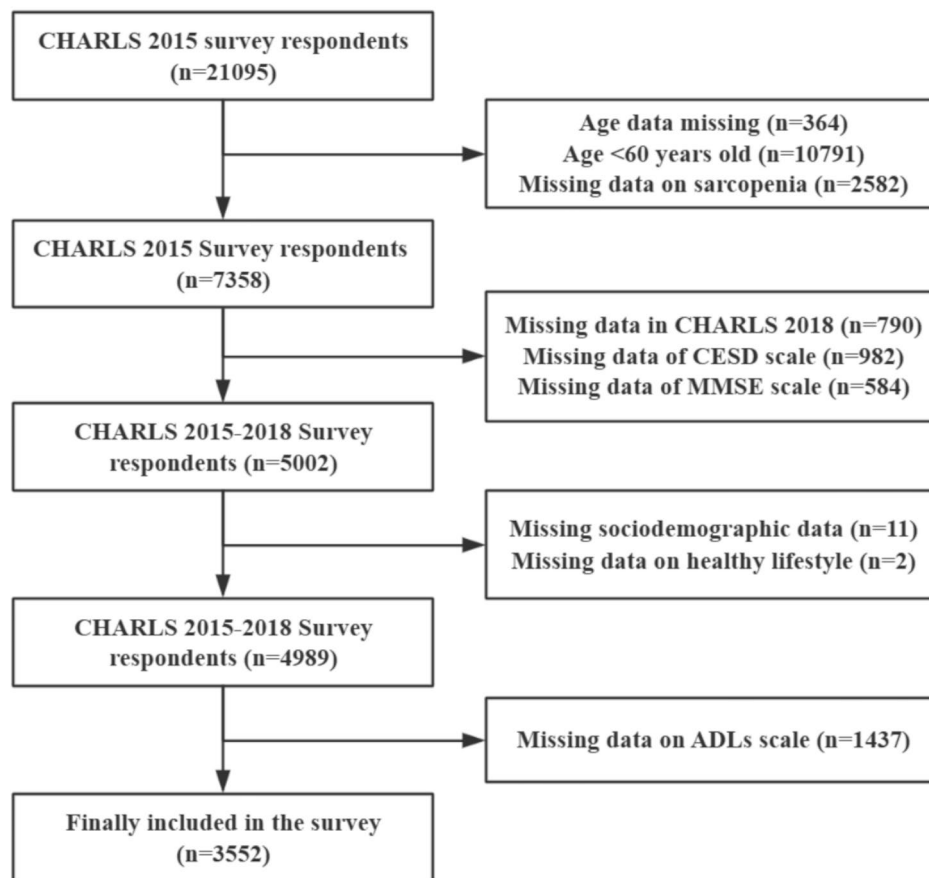 CHARLS 2015 survey respondents
(n=21095)
Age data missing (n=364)
Age <60 years old (n=10791)
Missing data on sarcopenia (n=2582)
CHARLS 2015 Survey respondents
(n=7358)
Missing data in CHARLS 2018 (n=790)
Missing data of CESD scale (n=982)
Missing data of MMSE scale (n=584)
CHARLS 2015-2018 Survey
respondents (n=5002)
Missing sociodemographic data (n=11)
Missing data on healthy lifestyle (n=2)
CHARLS 2015-2018 Survey
respondents (n=4989)
Missing data on ADLs scale (n=1437)
Finally included in the survey
(n=3552)